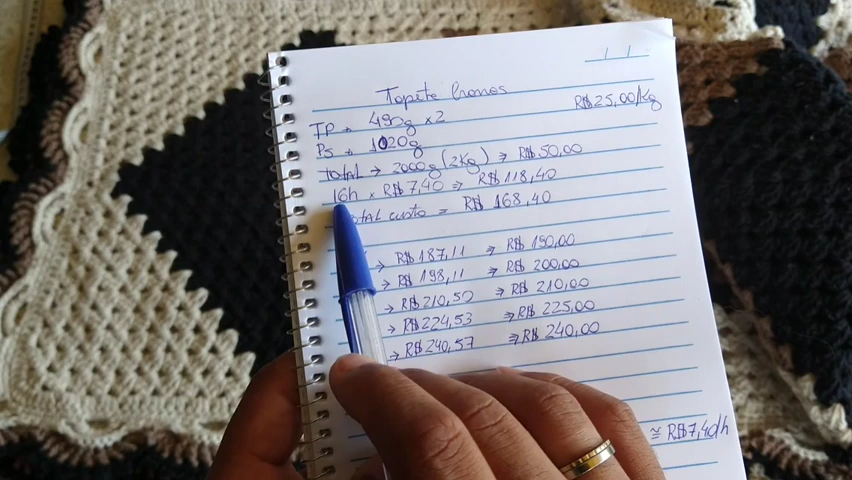 / /
Tapete Cronos
R$25,00/Kg
TP → 490g x2
PS → 1020g
TOTAL → 2000g (2Kg) ⇒ R$50,00
16h x R$7,40 ⇒ R$118,40
TOTAL custo = R$ 168,40
→ R$187,11 ⇒ R$190,00
→ R$198,11 ⇒ R$200,00
→ R$210,50 ⇒ R$210,00
→ R$224,53 ⇒ R$225,00
→ R$240,57 ⇒ R$240,00
≅ R$7,40/h